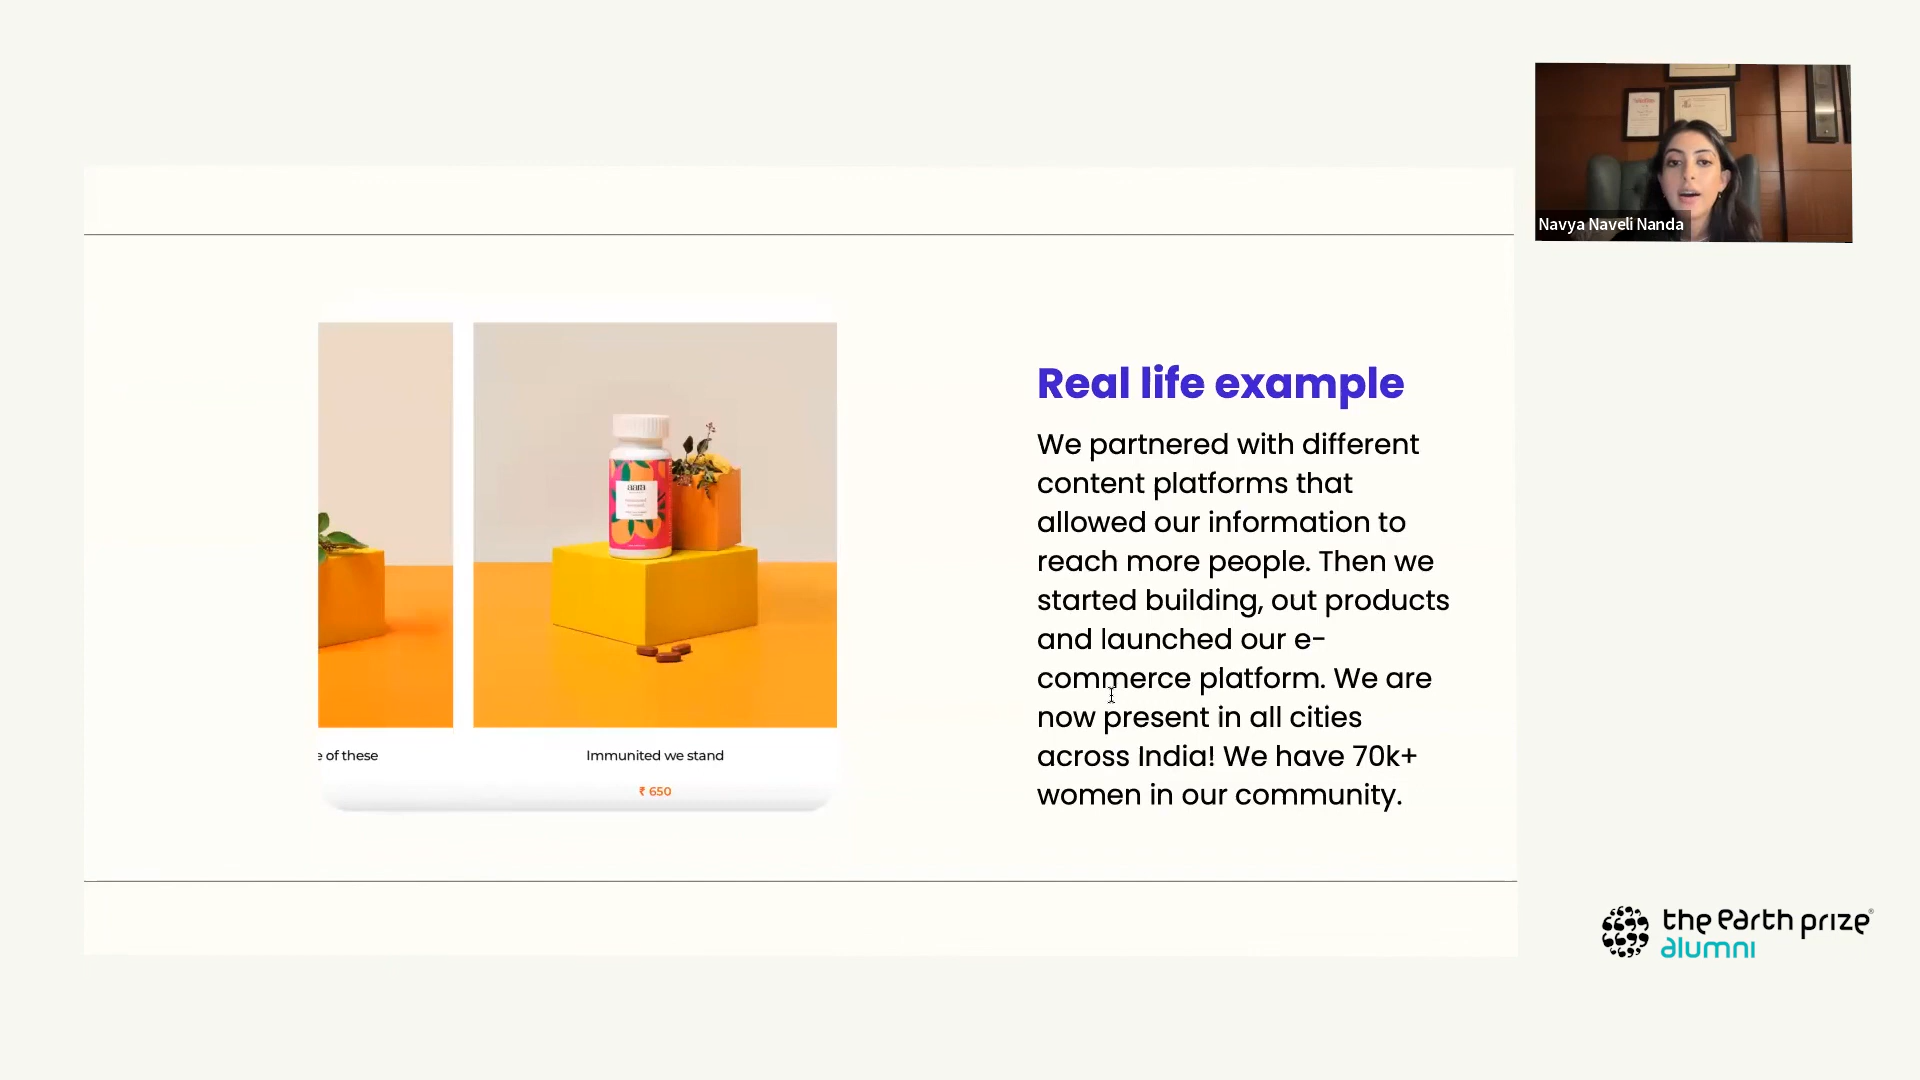 Navya Naveli Nanda
Real life example
We partnered with different
content platforms that
allowed our information to
reach more people. Then we
started building, out products
and launched our e-
commerce platform. We are
now present in all cities
across India! We have 70k+
women in our community.
aara
e of these
Immunited we stand
₹ 650
the earth prize®
alumni